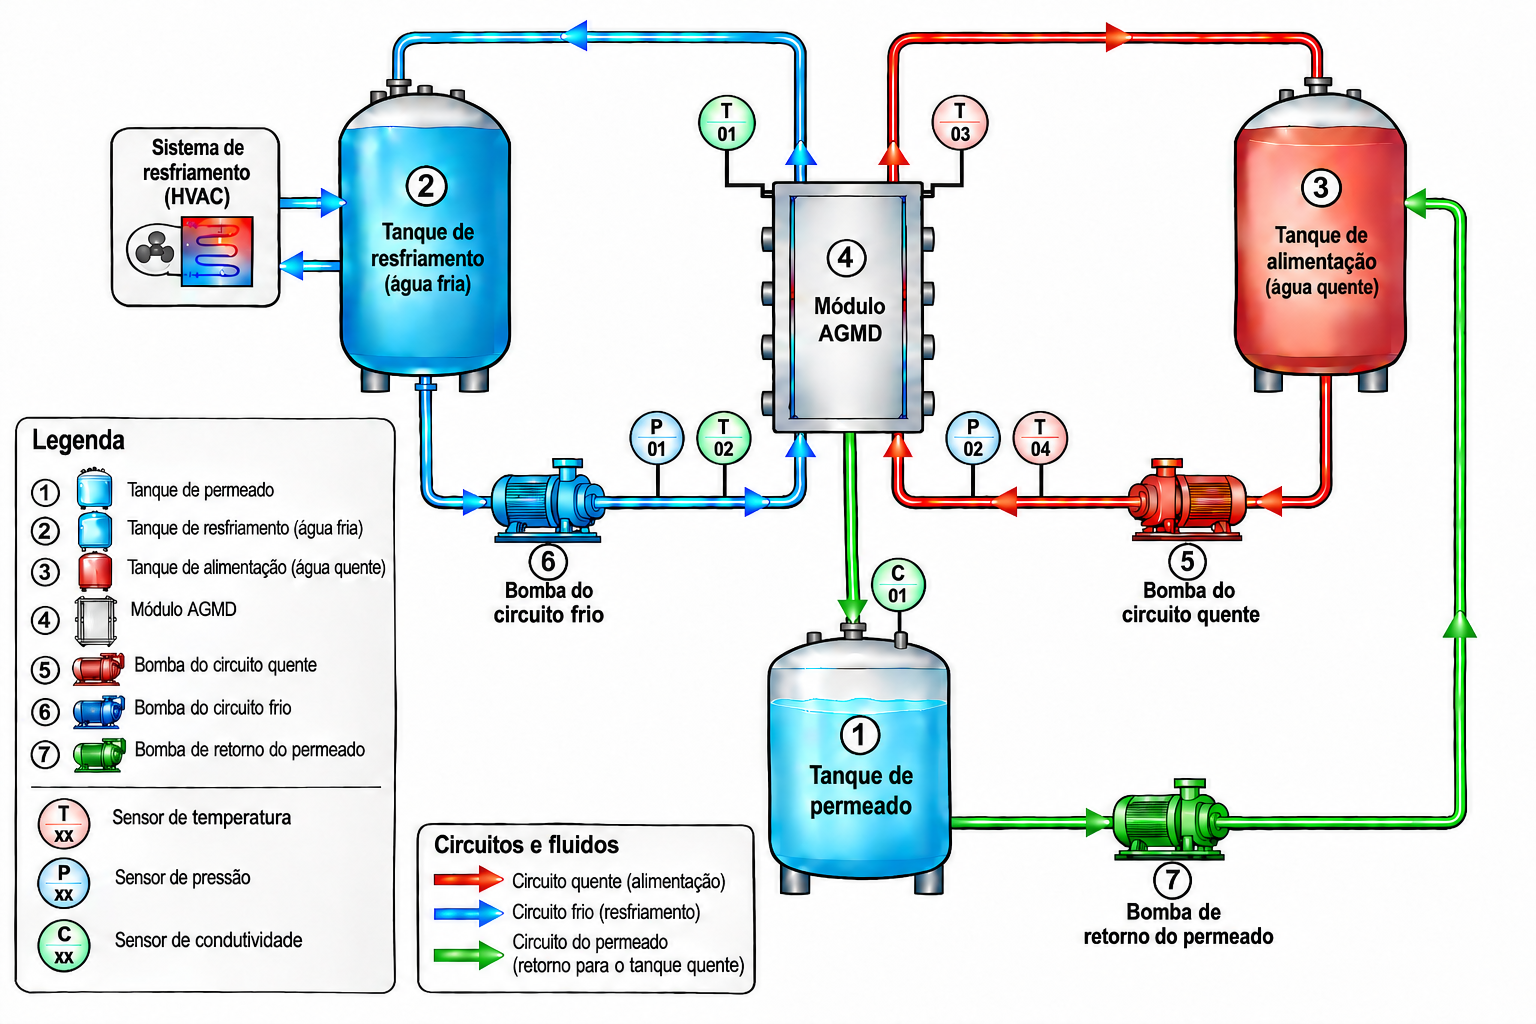 Sistema de
resfriamento
(HVAC)
2
Tanque de
resfriamento
(água fria)
T
01
T
03
4
Módulo
AGMD
3
Tanque de
alimentação
(água quente)
P
01
T
02
P
02
T
04
6
Bomba do
circuito frio
5
Bomba do
circuito quente
C
01
1
Tanque de
permeado
7
Bomba de
retorno do permeado
Legenda
1 Tanque de permeado
2 Tanque de resfriamento (água fria)
3 Tanque de alimentação (água quente)
4 Módulo AGMD
5 Bomba do circuito quente
6 Bomba do circuito frio
7 Bomba de retorno do permeado
T
xx
Sensor de temperatura
P
xx
Sensor de pressão
C
xx
Sensor de condutividade
Circuitos e fluidos
Circuito quente (alimentação)
Circuito frio (resfriamento)
Circuito do permeado
(retorno para o tanque quente)